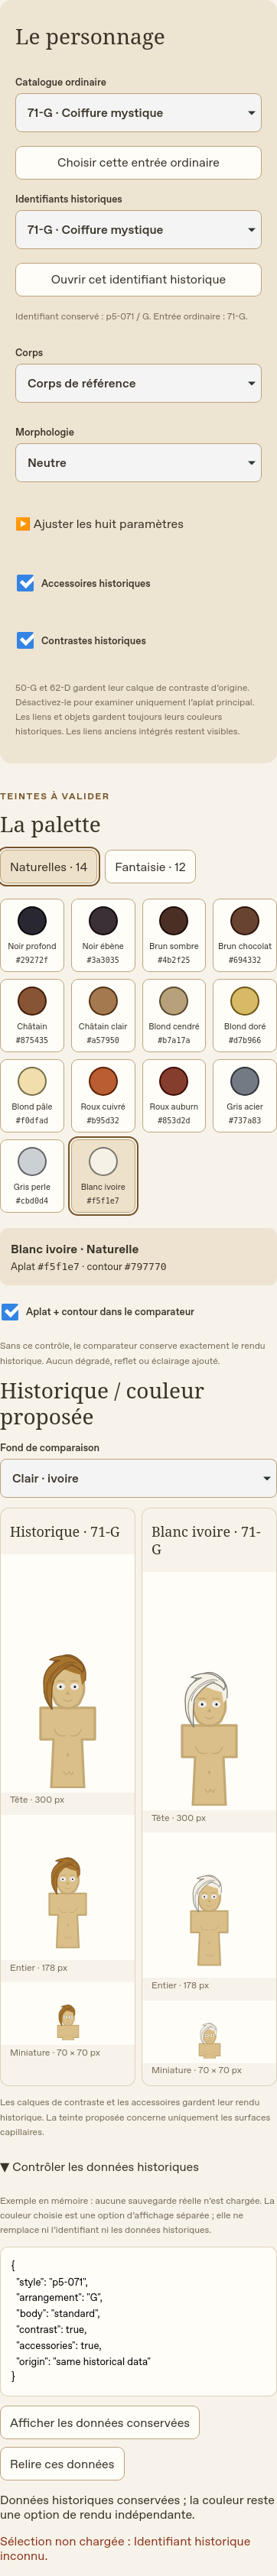 Le personnage
Catalogue ordinaire
71-G · Coiffure mystique
Choisir cette entrée ordinaire
Identifiants historiques
71-G · Coiffure mystique
Ouvrir cet identifiant historique
Identifiant conservé : p5-071 / G. Entrée ordinaire : 71-G.
Corps
Corps de référence
Morphologie
Neutre
Ajuster les huit paramètres
Accessoires historiques
Contrastes historiques
50-G et 62-D gardent leur calque de contraste d'origine.
Désactivez-le pour examiner uniquement l'aplat principal.
Les liens et objets gardent toujours leurs couleurs
historiques. Les liens anciens intégrés restent visibles.
TEINTES À VALIDER
La palette
Naturelles · 14
Fantaisie · 12
Noir profond
#29272f
Noir ébène
#3a3035
Brun sombre
#4b2f25
Brun chocolat
#694332
Châtain
#875435
Châtain clair
#a57950
Blond cendré
#b7a17a
Blond doré
#d7b966
Blond pâle
#f0dfad
Roux cuivré
#b95d32
Roux auburn
#853d2d
Gris acier
#737a83
Gris perle
#cbd0d4
Blanc ivoire
#f5f1e7
Blanc ivoire · Naturelle
Aplat #f5f1e7 · contour #797770
Aplat + contour dans le comparateur
Sans ce contrôle, le comparateur conserve exactement le rendu
historique. Aucun dégradé, reflet ou éclairage ajouté.
Historique / couleur
proposée
Fond de comparaison
Clair · ivoire
Historique · 71-G
Tête · 300 px
Entier · 178 px
Miniature · 70 × 70 px
Blanc ivoire · 71-
G
Tête · 300 px
Entier · 178 px
Miniature · 70 × 70 px
Les calques de contraste et les accessoires gardent leur rendu
historique. La teinte proposée concerne uniquement les surfaces
capillaires.
▼ Contrôler les données historiques
Exemple en mémoire : aucune sauvegarde réelle n'est chargée. La
couleur choisie est une option d'affichage séparée ; elle ne
remplace ni l'identifiant ni les données historiques.
{
"style": "p5-071",
"arrangement": "G",
"body": "standard",
"contrast": true,
"accessories": true,
"origin": "same historical data"
}
Afficher les données conservées
Relire ces données
Données historiques conservées ; la couleur reste
une option de rendu indépendante.
Sélection non chargée : Identifiant historique
inconnu.